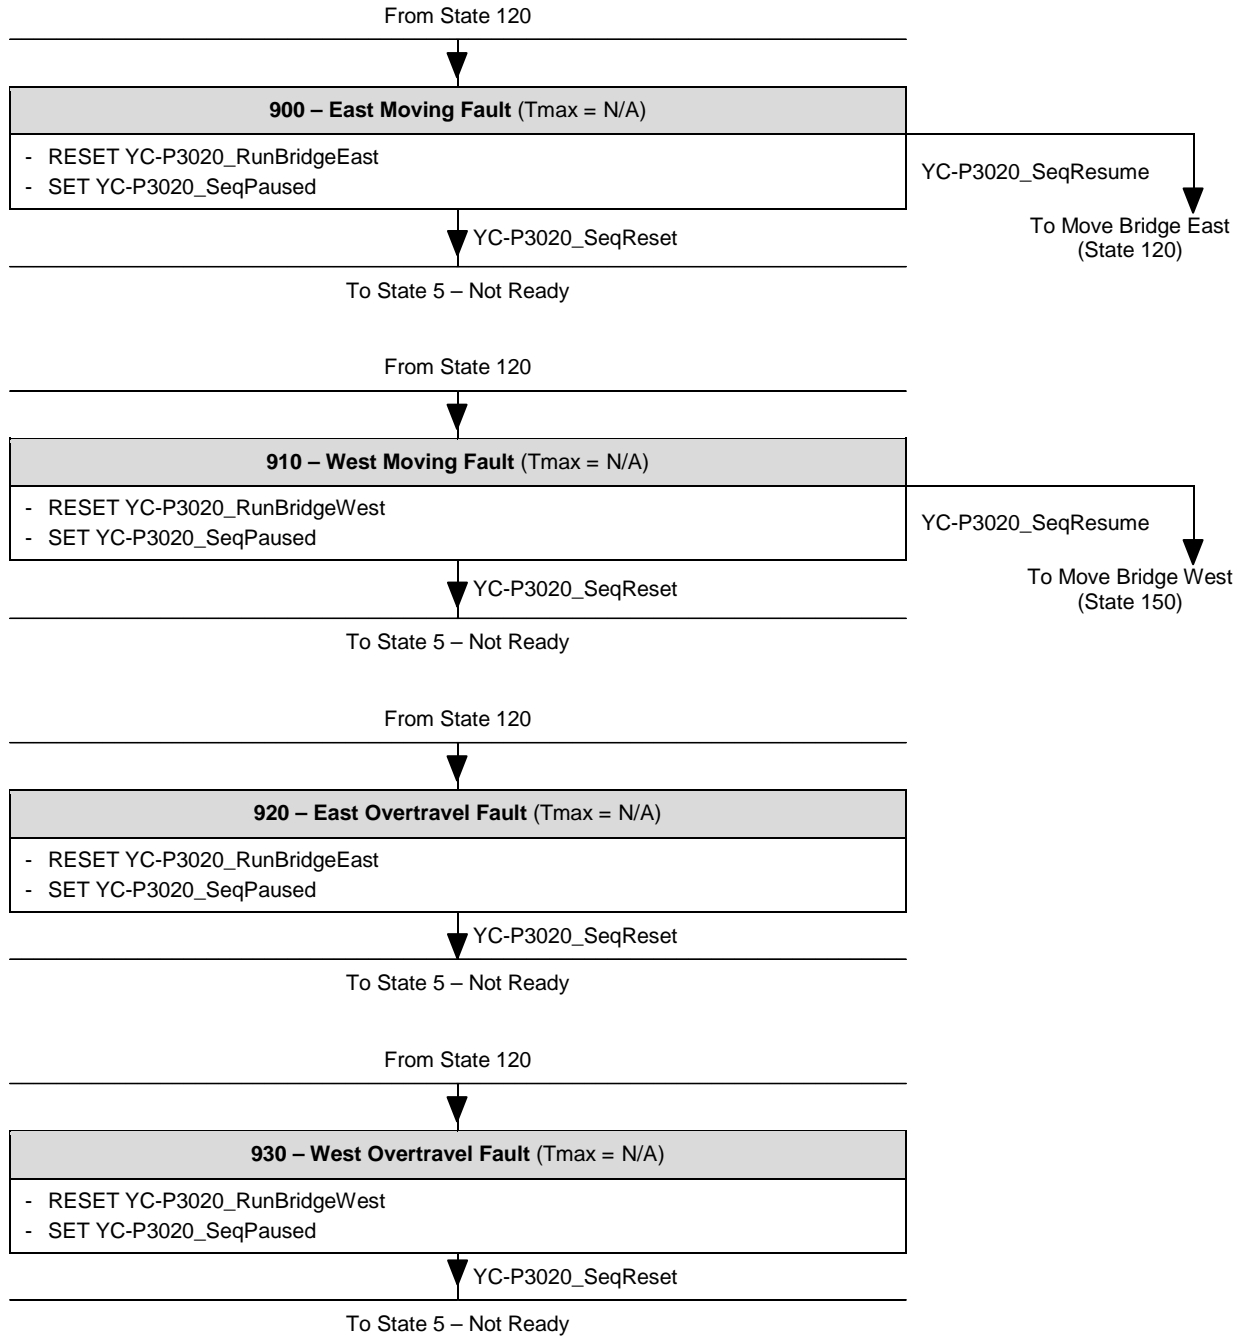 From State 120
900 – East Moving Fault (Tmax = N/A)
- RESET YC-P3020_RunBridgeEast
- SET YC-P3020_SeqPaused
YC-P3020_SeqResume
To Move Bridge East
(State 120)
YC-P3020_SeqReset
To State 5 – Not Ready
From State 120
910 – West Moving Fault (Tmax = N/A)
- RESET YC-P3020_RunBridgeWest
- SET YC-P3020_SeqPaused
YC-P3020_SeqResume
To Move Bridge West
(State 150)
YC-P3020_SeqReset
To State 5 – Not Ready
From State 120
920 – East Overtravel Fault (Tmax = N/A)
- RESET YC-P3020_RunBridgeEast
- SET YC-P3020_SeqPaused
YC-P3020_SeqReset
To State 5 – Not Ready
From State 120
930 – West Overtravel Fault (Tmax = N/A)
- RESET YC-P3020_RunBridgeWest
- SET YC-P3020_SeqPaused
YC-P3020_SeqReset
To State 5 – Not Ready